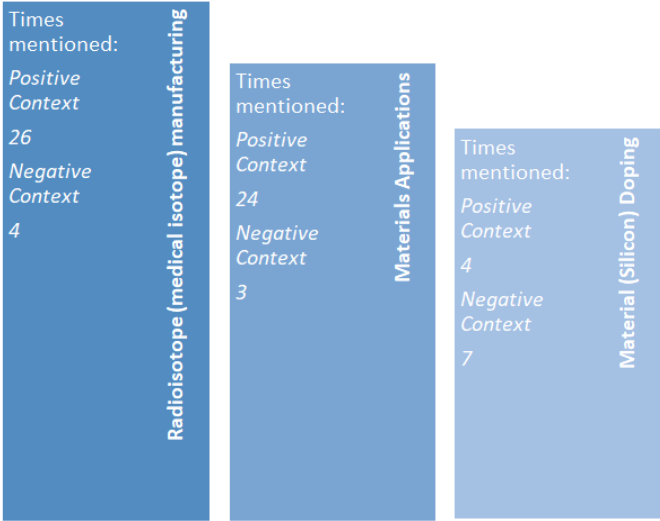 Times
mentioned:
Positive
Context
26
Negative
Context
4
Radioisotope (medical isotope) manufacturing
Times
mentioned:
Positive
Context
24
Negative
Context
3
Materials Applications
Times
mentioned:
Positive
Context
4
Negative
Context
7
Material (Silicon) Doping